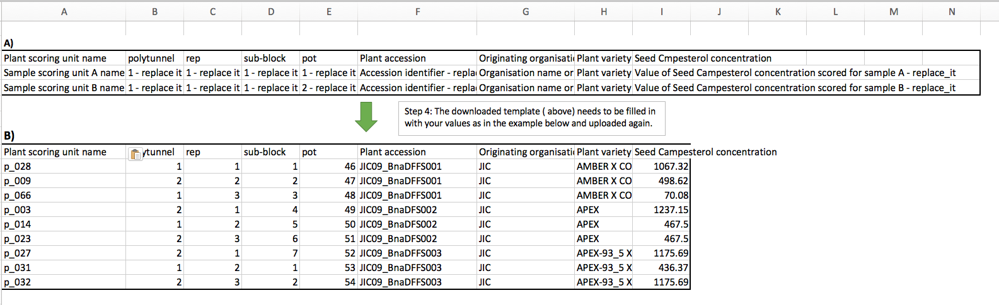 A B C D E F G H I J K L M N
A)
Plant scoring unit name polytunnel rep sub-block pot Plant accession Originating organisati Plant variety Seed Cmpesterol concentration
Sample scoring unit A name 1 - replace it 1 - replace it 1 - replace it 1 - replace it Accession identifier - repla Organisation name or Plant variety Value of Seed Campesterol concentration scored for sample A - replace_it
Sample scoring unit B name 1 - replace it 1 - replace it 1 - replace it 2 - replace it Accession identifier - repla Organisation name or Plant variety Value of Seed Campesterol concentration scored for sample B - replace_it
Step 4: The downloaded template ( above) needs to be filled in
with your values as in the example below and uploaded again.
B)
Plant scoring unit name ytunnel rep sub-block pot Plant accession Originating organisati Plant variety Seed Campesterol concentration
p_028 1 1 1 46 JIC09_BnaDFFS001 JIC AMBER X CO 1067.32
p_009 2 2 2 47 JIC09_BnaDFFS001 JIC AMBER X CO 498.62
p_066 1 3 3 48 JIC09_BnaDFFS001 JIC AMBER X CO 70.08
p_003 2 1 4 49 JIC09_BnaDFS002 JIC APEX 1237.15
p_014 1 2 5 50 JIC09_BnaDFS002 JIC APEX 467.5
p_023 2 3 6 51 JIC09_BnaDFS002 JIC APEX 467.5
p_027 2 1 7 52 JIC09_BnaDFFS003 JIC APEX-93_5 X 1175.69
p_031 1 2 1 53 JIC09_BnaDFFS003 JIC APEX-93_5 X 436.37
p_032 2 3 2 54 JIC09_BnaDFFS003 JIC APEX-93_5 X 1175.69